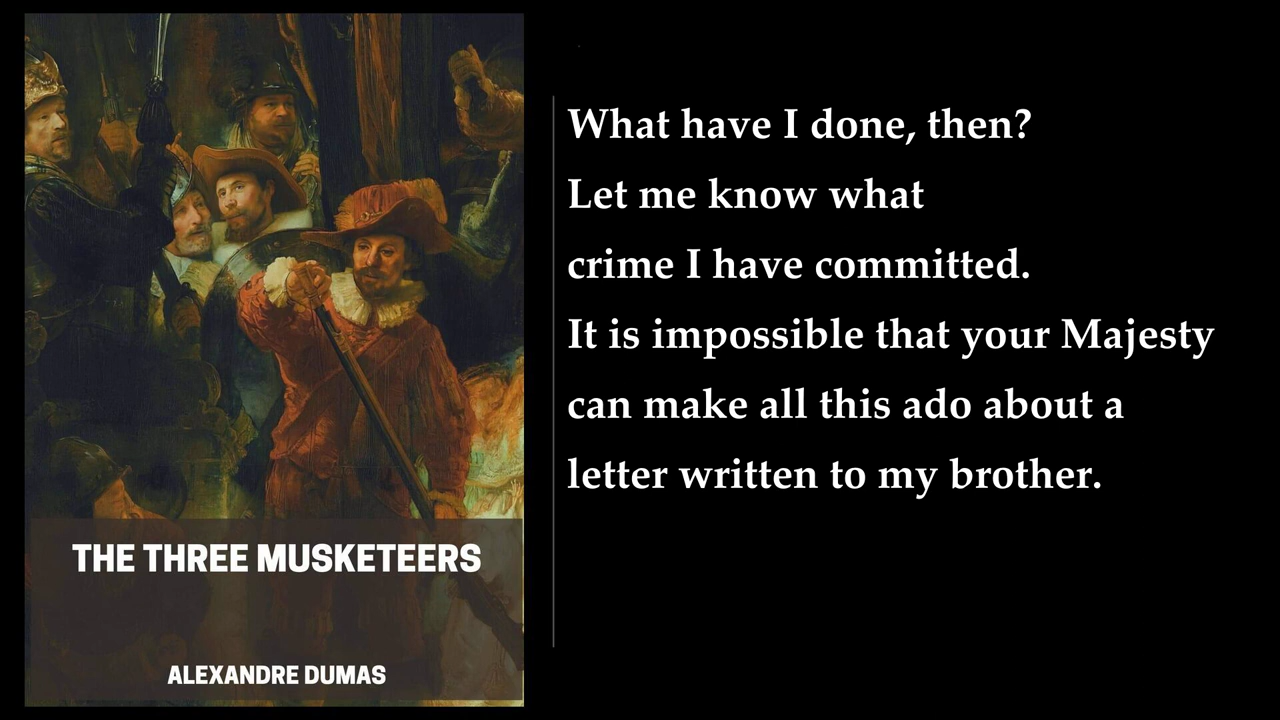 THE THREE MUSKETEERS
ALEXANDRE DUMAS
What have I done, then?
Let me know what
crime I have committed.
It is impossible that your Majesty
can make all this ado about a
letter written to my brother.